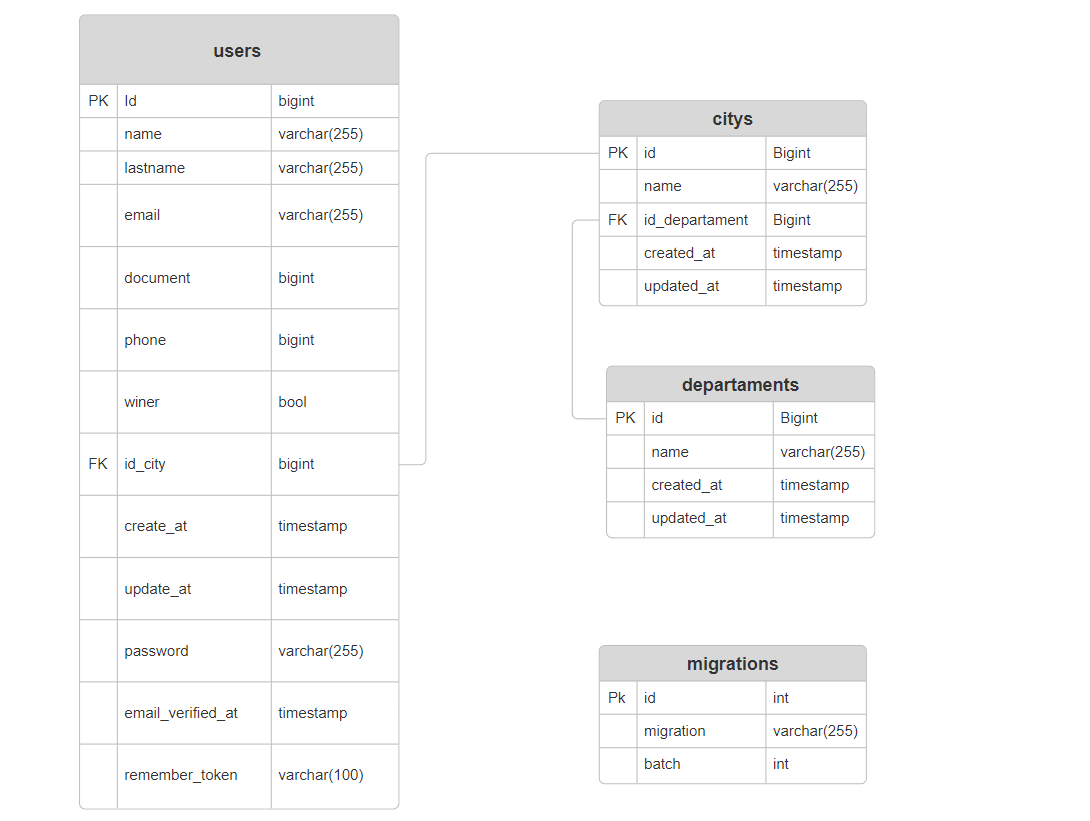 users
PK Id bigint
name varchar(255)
lastname varchar(255)
email varchar(255)
document bigint
phone bigint
winer bool
FK id_city bigint
create_at timestamp
update_at timestamp
password varchar(255)
email_verified_at timestamp
remember_token varchar(100)
citys
PK id Bigint
name varchar(255)
FK id_departament Bigint
created_at timestamp
updated_at timestamp
departaments
PK id Bigint
name varchar(255)
created_at timestamp
updated_at timestamp
migrations
Pk id int
migration varchar(255)
batch int